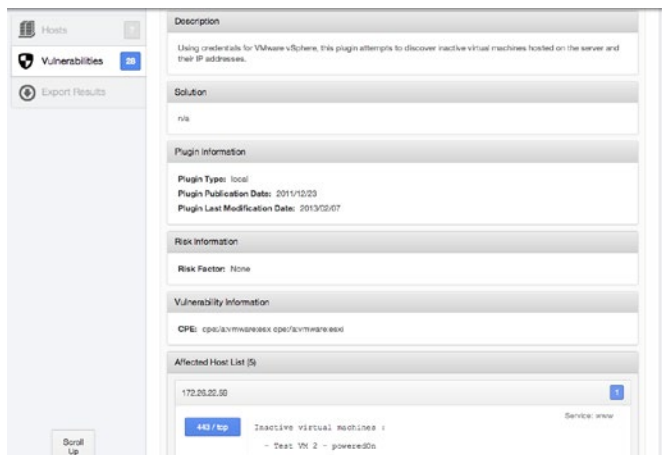 Hosts
Vulnerabilities 28
Export Results
Scroll
Up
Description
Using credentials for VMware vSphere, this plugin attempts to discover inactive virtual machines hosted on the server and
their IP addresses.
Solution
n/a
Plugin Information
Plugin Type: local
Plugin Publication Date: 2011/12/23
Plugin Last Modification Date: 2013/02/07
Risk Information
Risk Factor: None
Vulnerability Information
CPE: cpe:/a:vmware:esx cpe:/a:vmware:esxi
Affected Host List (5)
172.26.22.58 1
443 / tcp
Service: www
Inactive virtual machines :
- Test VM 2 - poweredOn